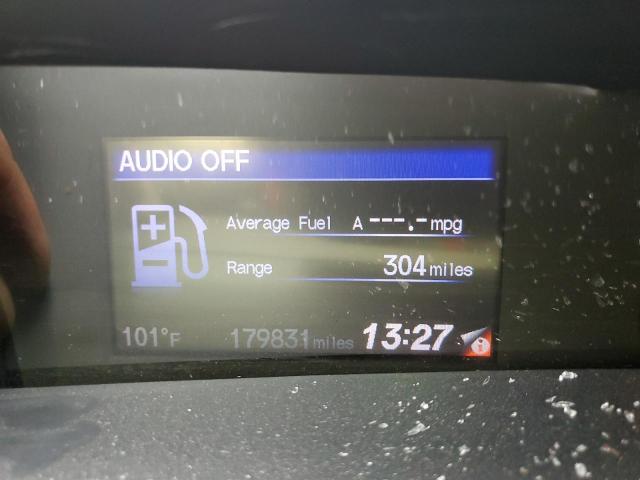 AUDIO OFF
Average Fuel A ---.- mpg
Range 304 miles
101°F 179831 miles 13:27 i